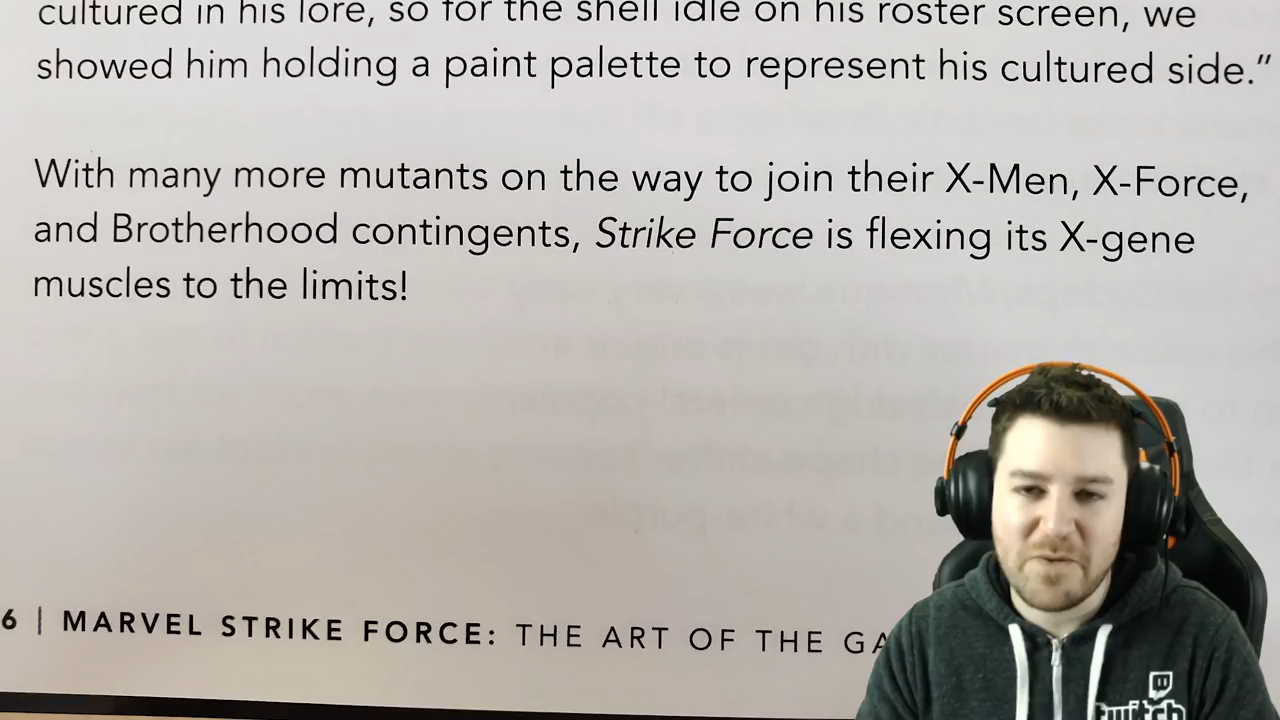 cultured in his lore, so for the shell idle on his roster screen, we
showed him holding a paint palette to represent his cultured side.”
With many more mutants on the way to join their X-Men, X-Force,
and Brotherhood contingents, Strike Force is flexing its X-gene
muscles to the limits!
6 | MARVEL STRIKE FORCE: THE ART OF THE GA
twitch